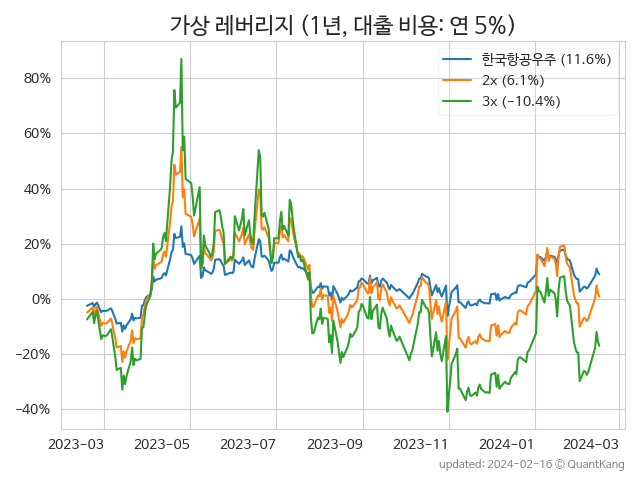 가상 레버리지 (1년, 대출 비용: 연 5%)
한국항공우주 (11.6%)
2x (6.1%)
3x (−10.4%)
80%
60%
40%
20%
0%
−20%
−40%
2023-03 2023-05 2023-07 2023-09 2023-11 2024-01 2024-03
updated: 2024-02-16 © QuantKang